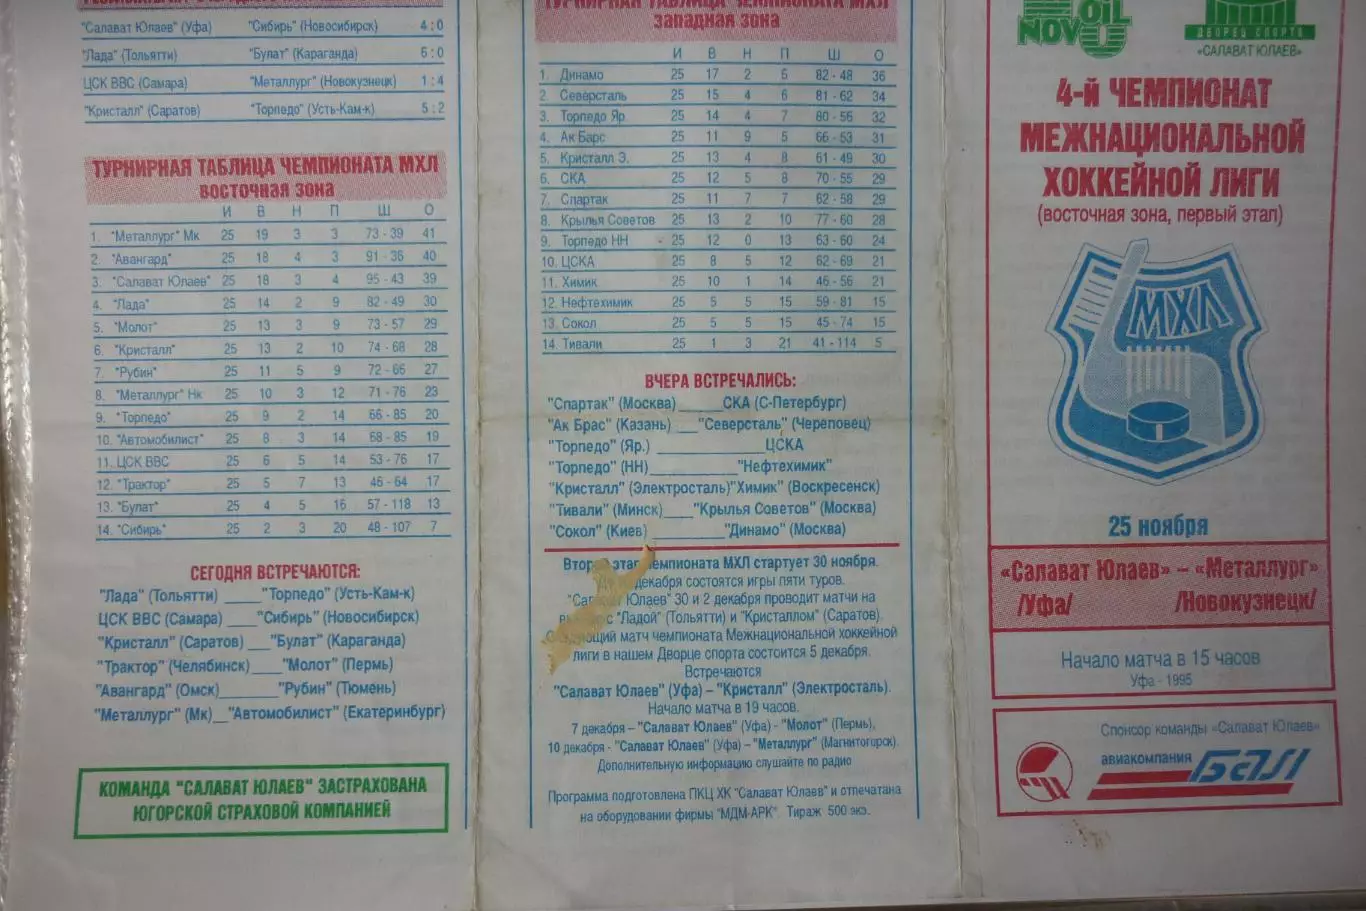 "Салават Юлаев" (Уфа) "Сибирь" (Новосибирск) 4:0
"Лада" (Тольятти) "Булат" (Караганда) 6:0
ЦСК ВВС (Самара) "Металлург" (Новокузнецк) 1:4
"Кристалл" (Саратов) "Торпедо" (Усть-Кам-к) 5:2
ТУРНИРНАЯ ТАБЛИЦА ЧЕМПИОНАТА МХЛ
восточная зона
И В Н П Ш О
1. "Металлург" Мк 25 19 3 3 73-39 41
2. "Авангард" 25 18 4 3 91-36 40
3. "Салават Юлаев" 25 18 3 4 95-43 39
4. "Лада" 25 14 2 9 82-49 30
5. "Молот" 25 13 3 9 73-57 29
6. "Кристалл" 25 13 2 10 74-68 28
7. "Рубин" 25 11 5 9 72-66 27
8. "Металлург" Нк 25 10 3 12 71-76 23
9. "Торпедо" 25 9 2 14 66-85 20
10. "Автомобилист" 25 8 3 14 68-85 19
11. ЦСК ВВС 25 6 5 14 53-76 17
12. "Трактор" 25 5 7 13 46-64 17
13. "Булат" 25 4 5 16 57-118 13
14. "Сибирь" 25 2 3 20 48-107 7
СЕГОДНЯ ВСТРЕЧАЮТСЯ:
"Лада" (Тольятти) ____ "Торпедо" (Усть-Кам-к)
ЦСК ВВС (Самара) ___ "Сибирь" (Новосибирск)
"Кристалл" (Саратов) ___ "Булат" (Караганда)
"Трактор" (Челябинск) ___ "Молот" (Пермь)
"Авангард" (Омск) ______ "Рубин" (Тюмень)
"Металлург" (Мк)__"Автомобилист" (Екатеринбург)
КОМАНДА "САЛАВАТ ЮЛАЕВ" ЗАСТРАХОВАНА
ЮГОРСКОЙ СТРАХОВОЙ КОМПАНИЕЙ
ТУРНИРНАЯ ТАБЛИЦА ЧЕМПИОНАТА МХЛ
западная зона
И В Н П Ш О
1. Динамо 25 17 2 6 82-48 36
2. Северсталь 25 15 4 6 81-62 34
3. Торпедо Яр. 25 14 4 7 80-56 32
4. Ак Барс 25 11 9 5 66-53 31
5. Кристалл Э. 25 13 4 8 61-49 30
6. СКА 25 12 5 8 70-55 29
7. Спартак 25 11 7 7 62-58 29
8. Крылья Советов 25 13 2 10 77-60 28
9. Торпедо НН 25 12 0 13 63-60 24
10. ЦСКА 25 8 5 12 62-69 21
11. Химик 25 10 1 14 47-56 21
12. Нефтехимик 25 5 5 15 59-81 15
13. Сокол 25 5 5 15 45-74 15
14. Тивали 25 1 3 21 41-114 5
ВЧЕРА ВСТРЕЧАЛИСЬ:
"Спартак" (Москва) _____ СКА (С-Петербург)
"Ак Брас" (Казань) __ "Северсталь" (Череповец)
"Торпедо" (Яр.) ____________ ЦСКА
"Торпедо" (НН) __________ "Нефтехимик"
"Кристалл" (Электросталь)"Химик" (Воскресенск)
"Тивали" (Минск) ___ "Крылья Советов" (Москва)
"Сокол" (Киев) ________ "Динамо" (Москва)
этап чемпионата МХЛ стартует 30 ноября.
декабря состоятся игры пяти туров.
Юлаев" 30 и 2 декабря проводит матчи на
с "Ладой" (Тольятти) и "Кристаллом" (Саратов).
матч чемпионата Межнациональной хоккейной
лиги в нашем Дворце спорта состоится 5 декабря.
Встречаются
"Салават Юлаев" (Уфа) – "Кристалл" (Электросталь).
Начало матча в 19 часов.
7 декабря – "Салават Юлаев" (Уфа) - "Молот" (Пермь),
10 декабря - "Салават Юлаев" (Уфа) – "Металлург" (Магнитогорск).
Дополнительную информацию слушайте по радио
Программа подготовлена ПКЦ ХК "Салават Юлаев" и отпечатана
на оборудовании фирмы "МДМ-АРК". Тираж 500 экз.
NOVOIL
ДВОРЕЦ СПОРТА
«САЛАВАТ ЮЛАЕВ»
4-й ЧЕМПИОНАТ
МЕЖНАЦИОНАЛЬНОЙ
ХОККЕЙНОЙ ЛИГИ
(восточная зона, первый этап)
МХЛ
25 ноября
«Салават Юлаев» – «Металлург»
/Уфа/ /Новокузнецк/
Начало матча в 15 часов
Уфа - 1995
Спонсор команды «Салават Юлаев»
авиакомпания БАЛ